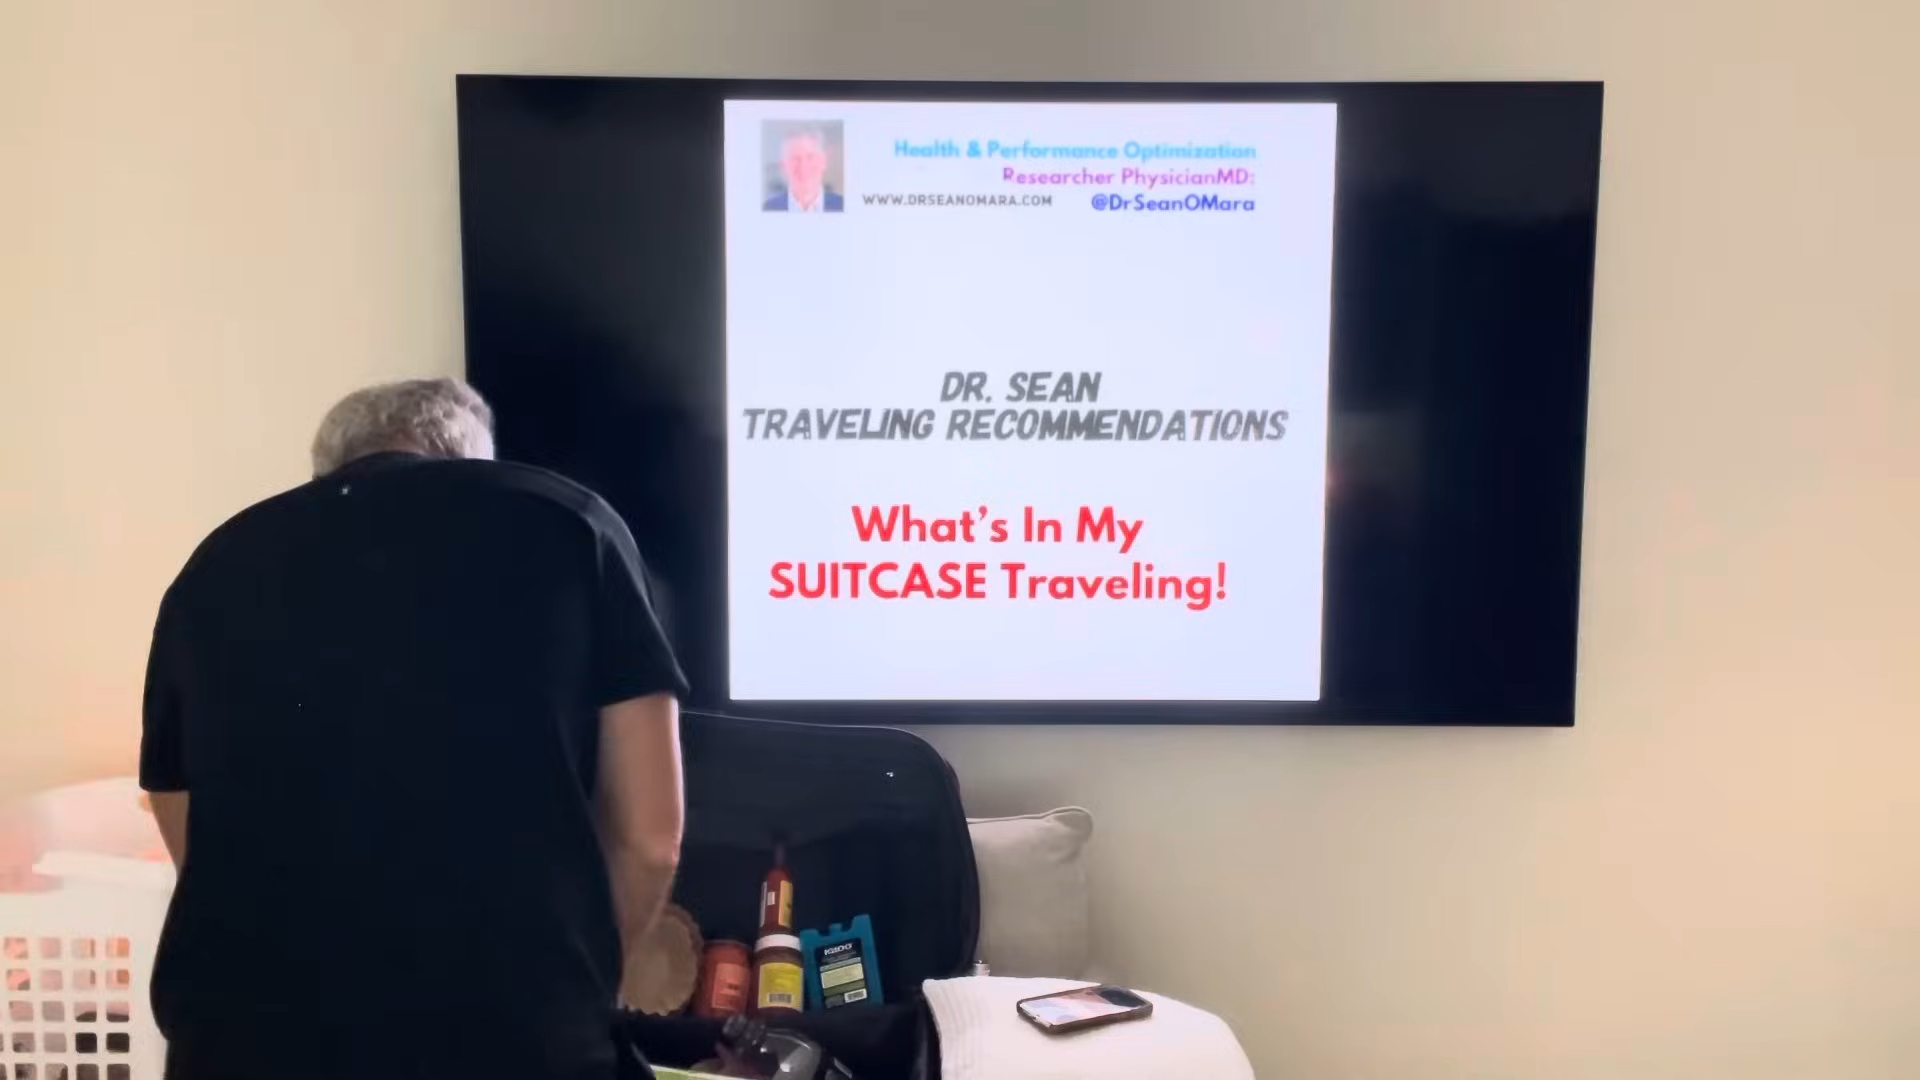 Health & Performance Optimization
Researcher PhysicianMD:
WWW.DRSEANOMARA.COM @DrSeanOMara
DR. SEAN
TRAVELING RECOMMENDATIONS
What's In My
SUITCASE Traveling!
IGLOO